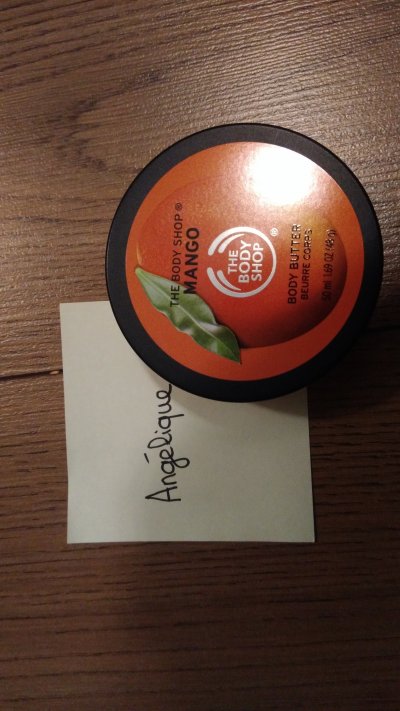 THE BODY SHOP ®
MANGO
THE
BODY
SHOP
®
BODY BUTTER
BEURRE CORPS
50 ml 1.69 OZ (48 g)
Angélique